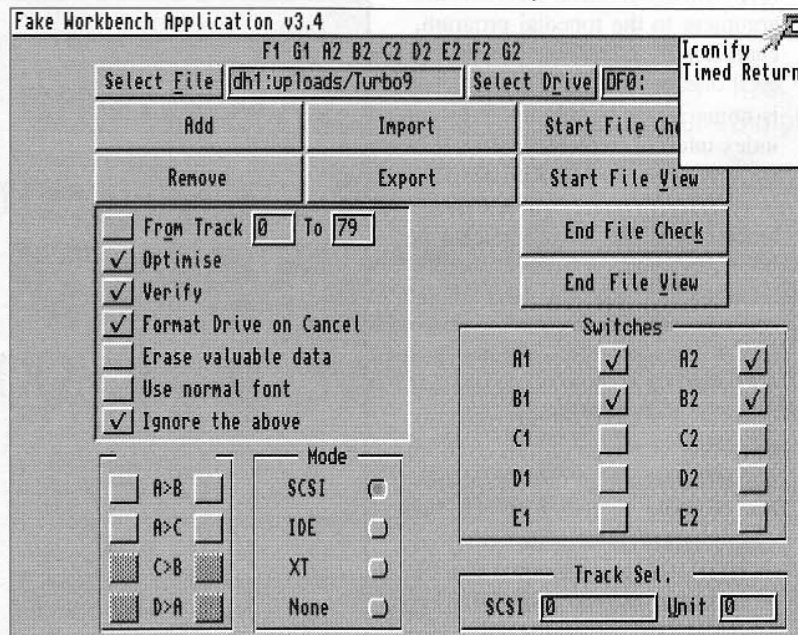 Fake Workbench Application v3.4
F1 G1 A2 B2 C2 D2 E2 F2 G2
Iconify
Timed Return
Select File dh1:uploads/Turbo9 Select Drive DF0:
Add Import Start File Che
Remove Export Start File View
From Track 0 To 79
End File Check
Optimise
Verify
End File View
Format Drive on Cancel
Erase valuable data
Use normal font
Ignore the above
Switches
A1 A2
B1 B2
C1 C2
D1 D2
E1 E2
Mode
A>B SCSI
A>C IDE
C>B XT
D>A None
Track Sel.
SCSI 0 Unit 0